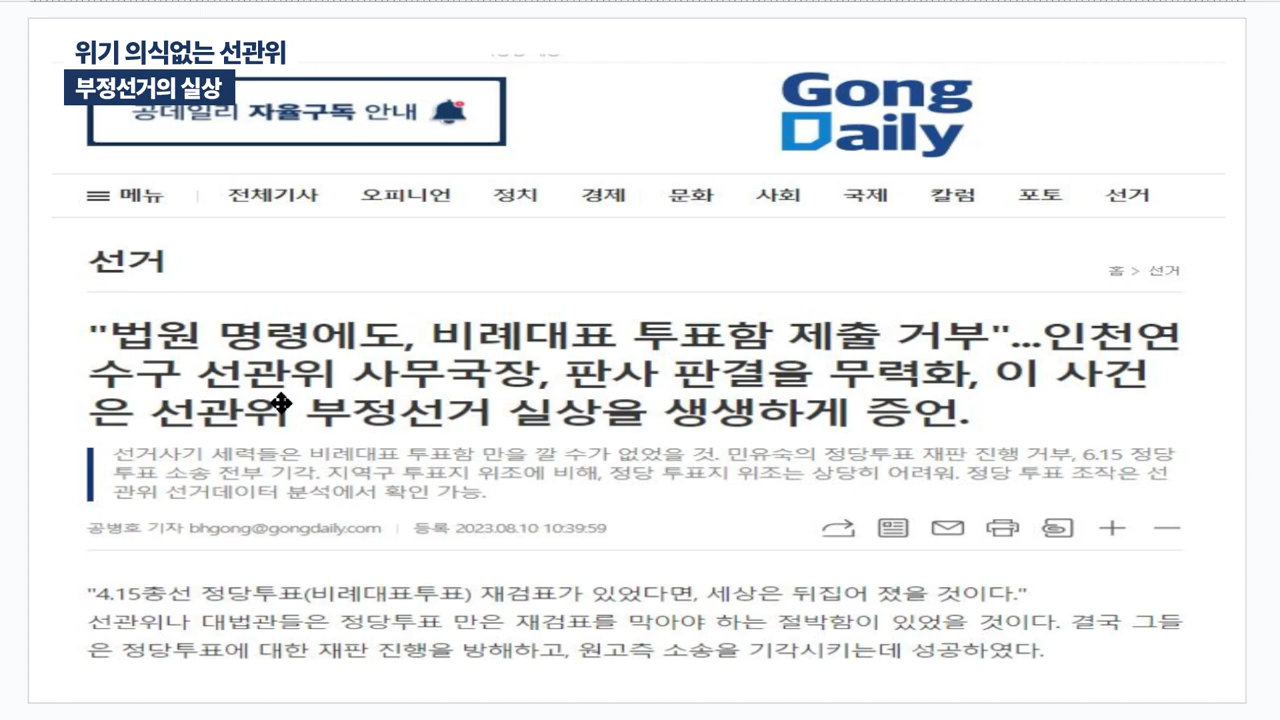 위기 의식없는 선관위
부정선거의 실상
공데일리 자율구독 안내
Gong
Daily
메뉴 전체기사 오피니언 정치 경제 문화 사회 국제 칼럼 포토 선거
선거
홈 > 선거
"법원 명령에도, 비례대표 투표함 제출 거부"...인천연
수구 선관위 사무국장, 판사 판결을 무력화, 이 사건
은 선관위 부정선거 실상을 생생하게 증언.
선거사기 세력들은 비례대표 투표함 만을 깔 수가 없었을 것. 민유숙의 정당투표 재판 진행 거부, 6.15 정당
투표 소송 전부 기각. 지역구 투표지 위조에 비해, 정당 투표지 위조는 상당히 어려워. 정당 투표 조작은 선
관위 선거데이터 분석에서 확인 가능.
공병호 기자 bhgong@gongdaily.com | 등록 2023.08.10 10:39:59
"4.15총선 정당투표(비례대표투표) 재검표가 있었다면, 세상은 뒤집어 졌을 것이다."
선관위나 대법관들은 정당투표 만은 재검표를 막아야 하는 절박함이 있었을 것이다. 결국 그들
은 정당투표에 대한 재판 진행을 방해하고, 원고측 소송을 기각시키는데 성공하였다.